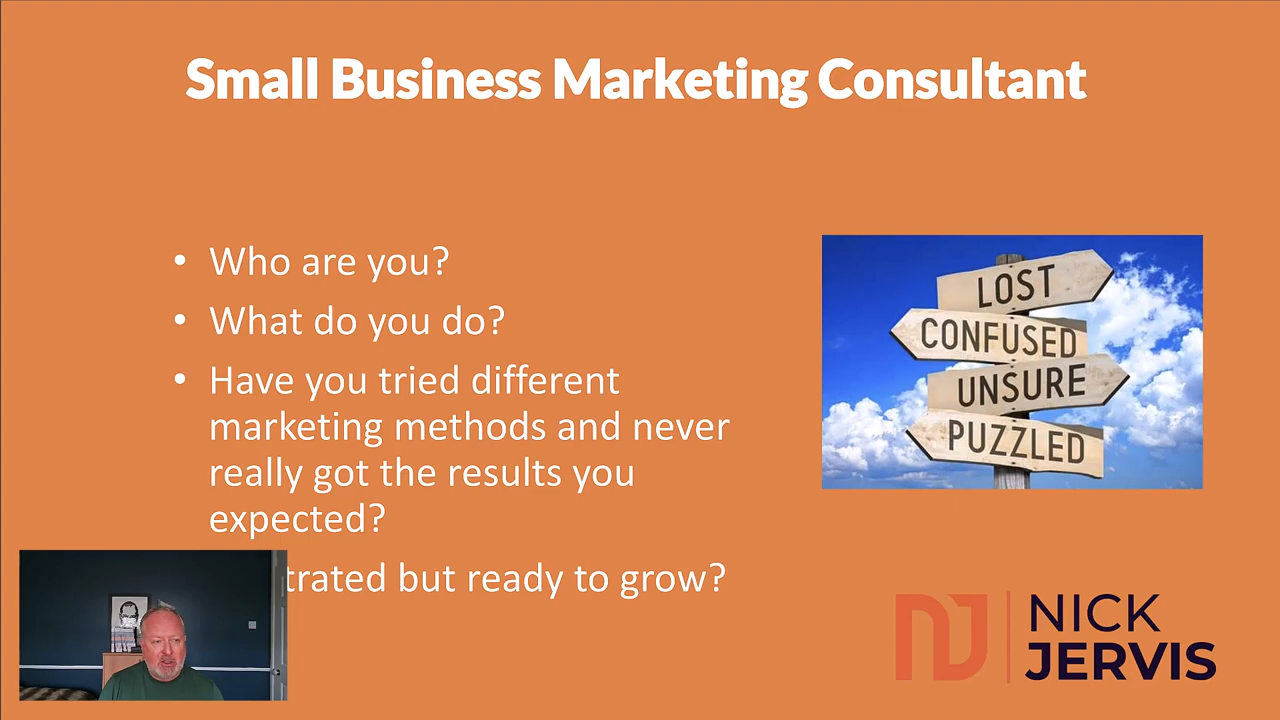 Small Business Marketing Consultant
• Who are you?
• What do you do?
• Have you tried different
marketing methods and never
really got the results you
expected?
trated but ready to grow?
LOST
CONFUSED
UNSURE
PUZZLED
NJ
NICK
JERVIS